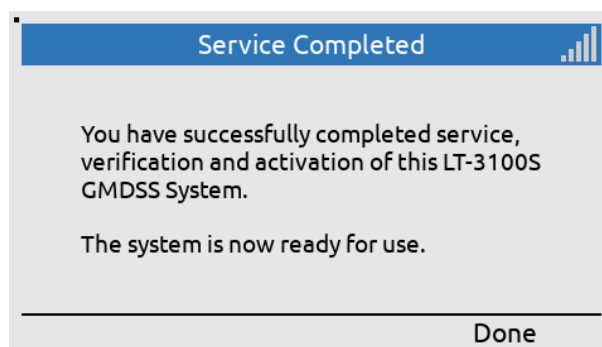 Service Completed
You have successfully completed service,
verification and activation of this LT-3100S
GMDSS System.
The system is now ready for use.
Done